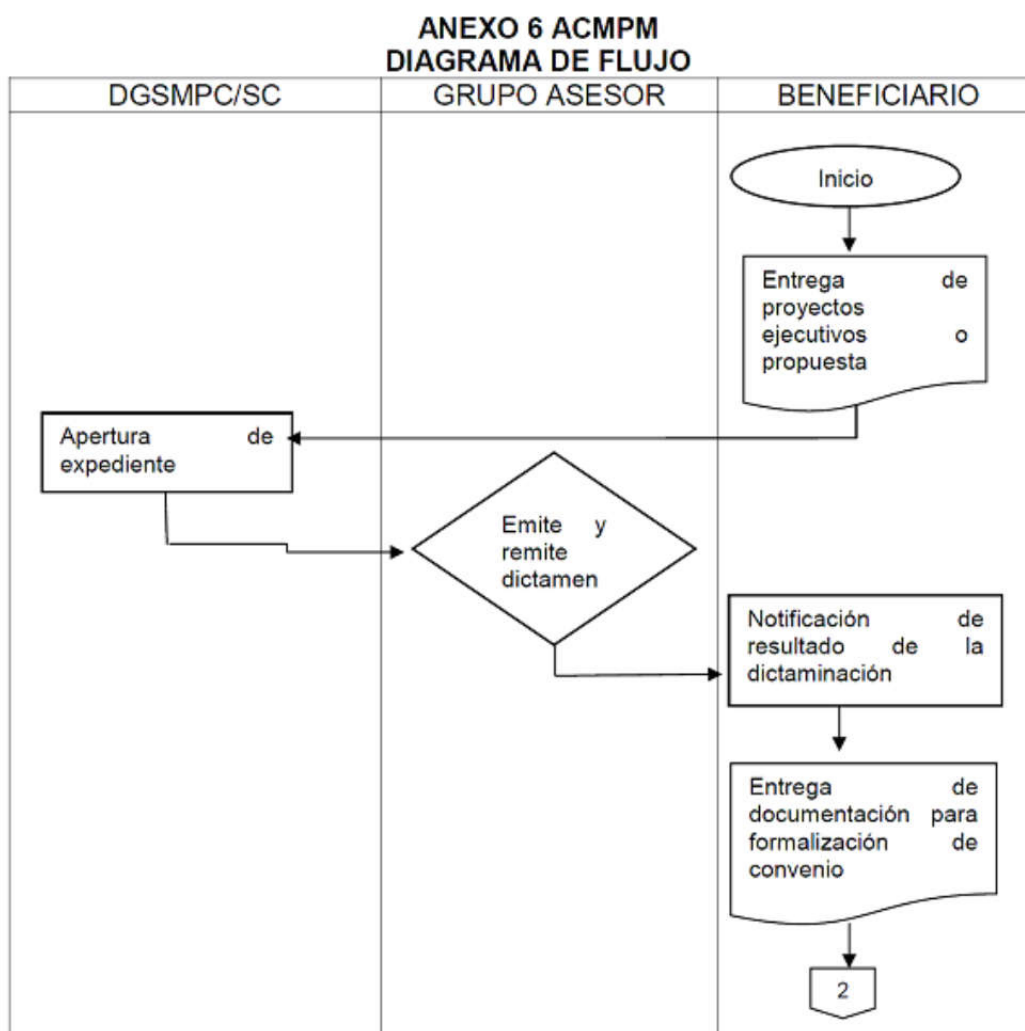 ANEXO 6 ACMPM
DIAGRAMA DE FLUJO
DGSMPC/SC
GRUPO ASESOR
BENEFICIARIO
Inicio
Entrega de
proyectos
ejecutivos o
propuesta
Apertura de
expediente
Emite y
remite
dictamen
Notificación de
resultado de la
dictaminación
Entrega de
documentación para
formalización de
convenio
2